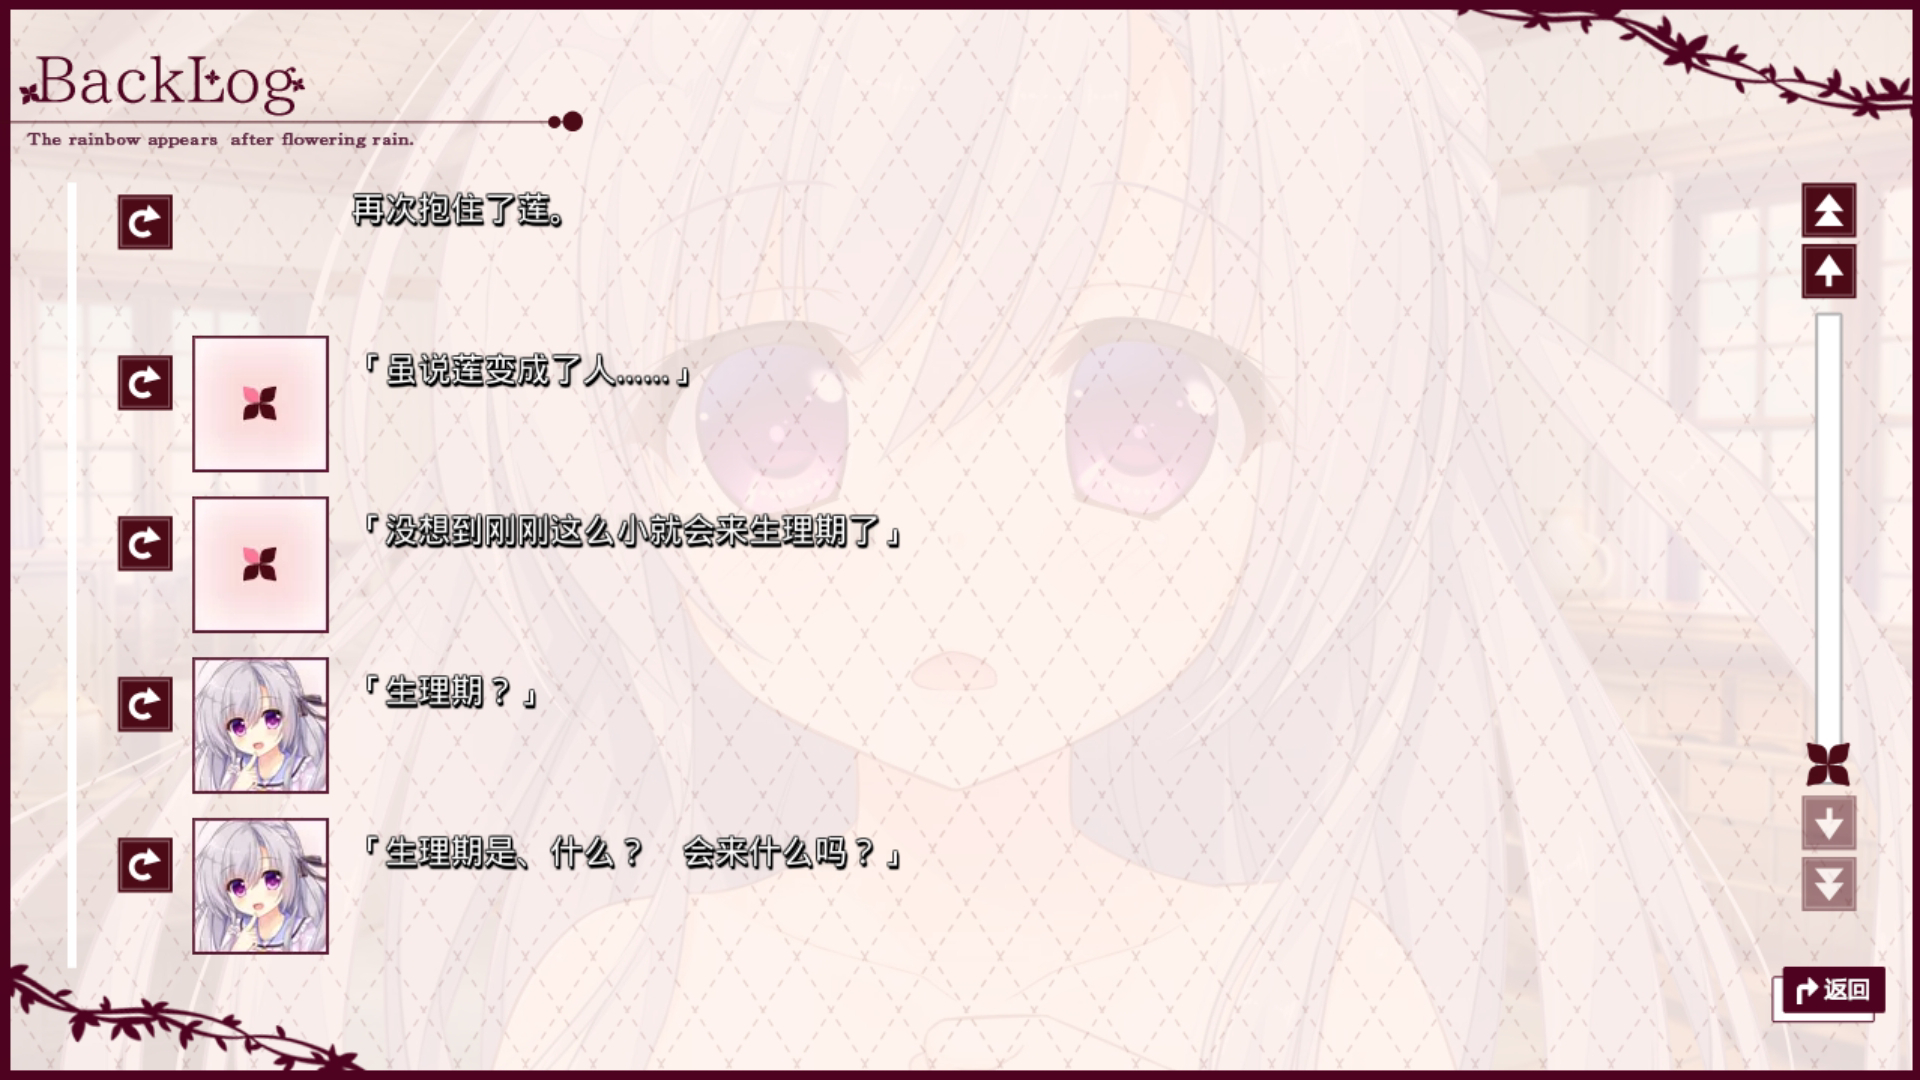 BackLog
The rainbow appears after flowering rain.
再次抱住了莲。
「虽说莲变成了人……」
「没想到刚刚这么小就会来生理期了」
「生理期？」
「生理期是、什么？　会来什么吗？」
返回